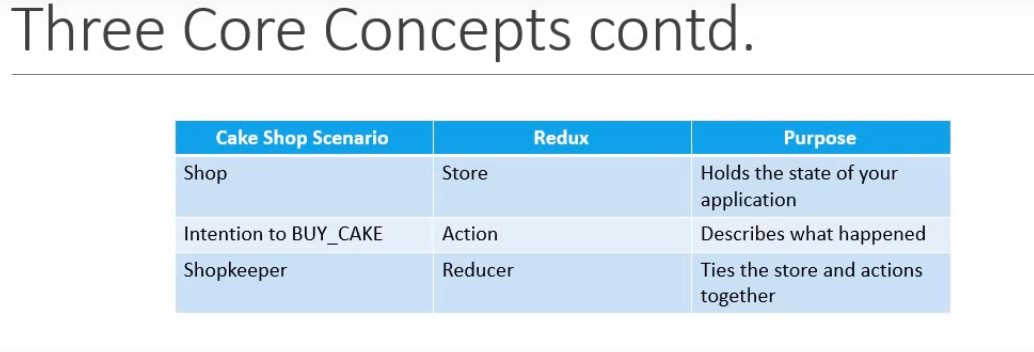 Three Core Concepts contd.
Cake Shop Scenario Redux Purpose
Shop Store Holds the state of your
application
Intention to BUY_CAKE Action Describes what happened
Shopkeeper Reducer Ties the store and actions
together